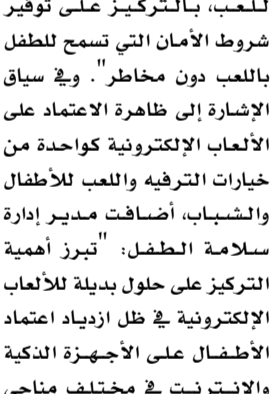 للعب، بالتركيز على توفير
شروط الأمان التي تسمح للطفل
باللعب دون مخاطر". وفي سياق
الإشارة إلى ظاهرة الاعتماد على
الألعاب الإلكترونية كواحدة من
خيارات الترفيه واللعب للأطفال
والشباب، أضافت مدير إدارة
سلامة الطفل: "تبرز أهمية
التركيز على حلول بديلة للألعاب
الإلكترونية في ظل ازدياد اعتماد
الأطفال على الأجهزة الذكية
والانترنت في مختلف مناحي